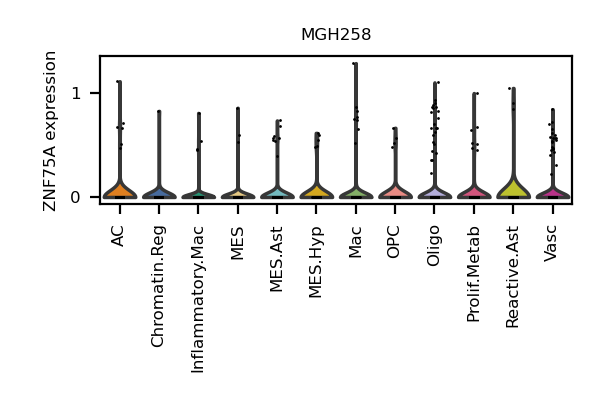 MGH258
ZNF75A expression
1
0
AC
Chromatin.Reg
Inflammatory.Mac
MES
MES.Ast
MES.Hyp
Mac
OPC
Oligo
Prolif.Metab
Reactive.Ast
Vasc